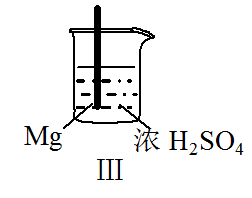 Mg
浓 H₂SO₄
III